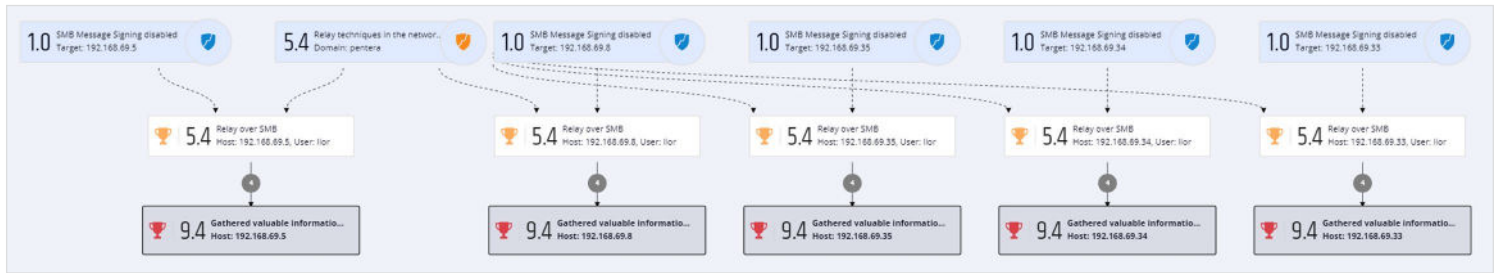 1.0
SMB Message Signing disabled
Target: 192.168.69.5
5.4
Relay techniques in the networ...
Domain: pentera
1.0
SMB Message Signing disabled
Target: 192.168.69.8
1.0
SMB Message Signing disabled
Target: 192.168.69.35
1.0
SMB Message Signing disabled
Target: 192.168.69.34
1.0
SMB Message Signing disabled
Target: 192.168.69.33
5.4
Relay over SMB
Host: 192.168.69.5, User: lior
5.4
Relay over SMB
Host: 192.168.69.8, User: lior
5.4
Relay over SMB
Host: 192.168.69.35, User: lior
5.4
Relay over SMB
Host: 192.168.69.34, User: lior
5.4
Relay over SMB
Host: 192.168.69.33, User: lior
4
4
4
4
4
9.4
Gathered valuable informatio...
Host: 192.168.69.5
9.4
Gathered valuable informatio...
Host: 192.168.69.8
9.4
Gathered valuable informatio...
Host: 192.168.69.35
9.4
Gathered valuable informatio...
Host: 192.168.69.34
9.4
Gathered valuable informatio...
Host: 192.168.69.33